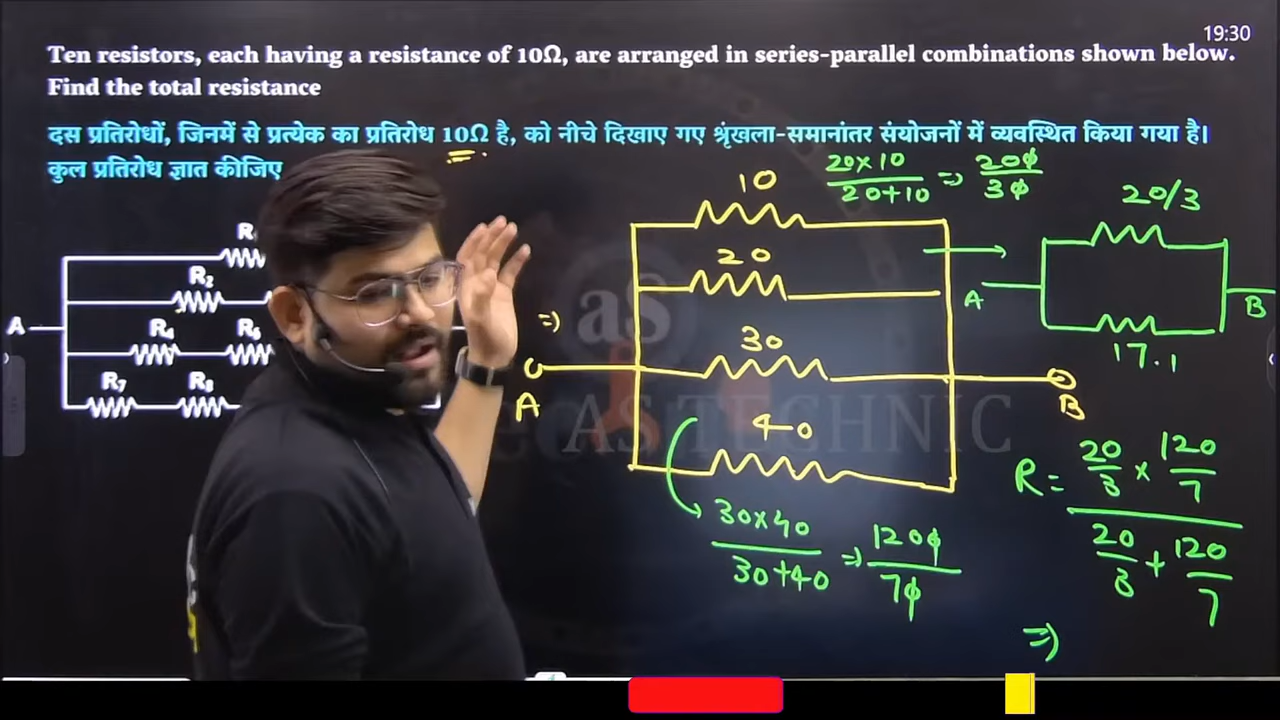 19:30
Ten resistors, each having a resistance of 10Ω, are arranged in series-parallel combinations shown below.
Find the total resistance
दस प्रतिरोधों, जिनमें से प्रत्येक का प्रतिरोध 10Ω है, को नीचे दिखाए गए श्रृंखला-समानांतर संयोजनों में व्यवस्थित किया गया है।
कुल प्रतिरोध ज्ञात कीजिए
R₂
A R₄
R₇ R₈
10
20
30
40
=)
A B
as
AS TECHNIC
20×10 / 20+10 => 200 / 30
20/3
A B
17.1
30×40 / 30+40 => 1200 / 70
R = 20/3 × 120/7
20/3 + 120/7
=)